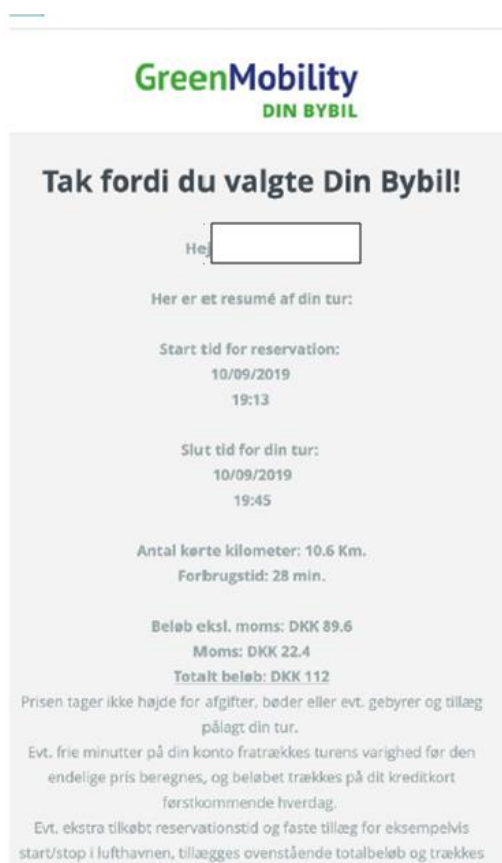 GreenMobility
DIN BYBIL
Tak fordi du valgte Din Bybil!
Hej
Her er et resumé af din tur:
Start tid for reservation:
10/09/2019
19:13
Slut tid for din tur:
10/09/2019
19:45
Antal kørte kilometer: 10.6 Km.
Forbrugstid: 28 min.
Beløb eksl. moms: DKK 89.6
Moms: DKK 22.4
Totalt beløb: DKK 112
Prisen tager ikke højde for afgifter, bøder eller evt. gebyrer og tillæg
pålagt din tur.
Evt. frie minutter på din konto fratrækkes turens varighed før den
endelige pris beregnes, og beløbet trækkes på dit kreditkort
førstkommende hverdag.
Evt. ekstra tilkøbt reservationstid og faste tillæg for eksempelvis
start/stop i lufthavnen, tillægges ovenstående totalbeløb og trækkes